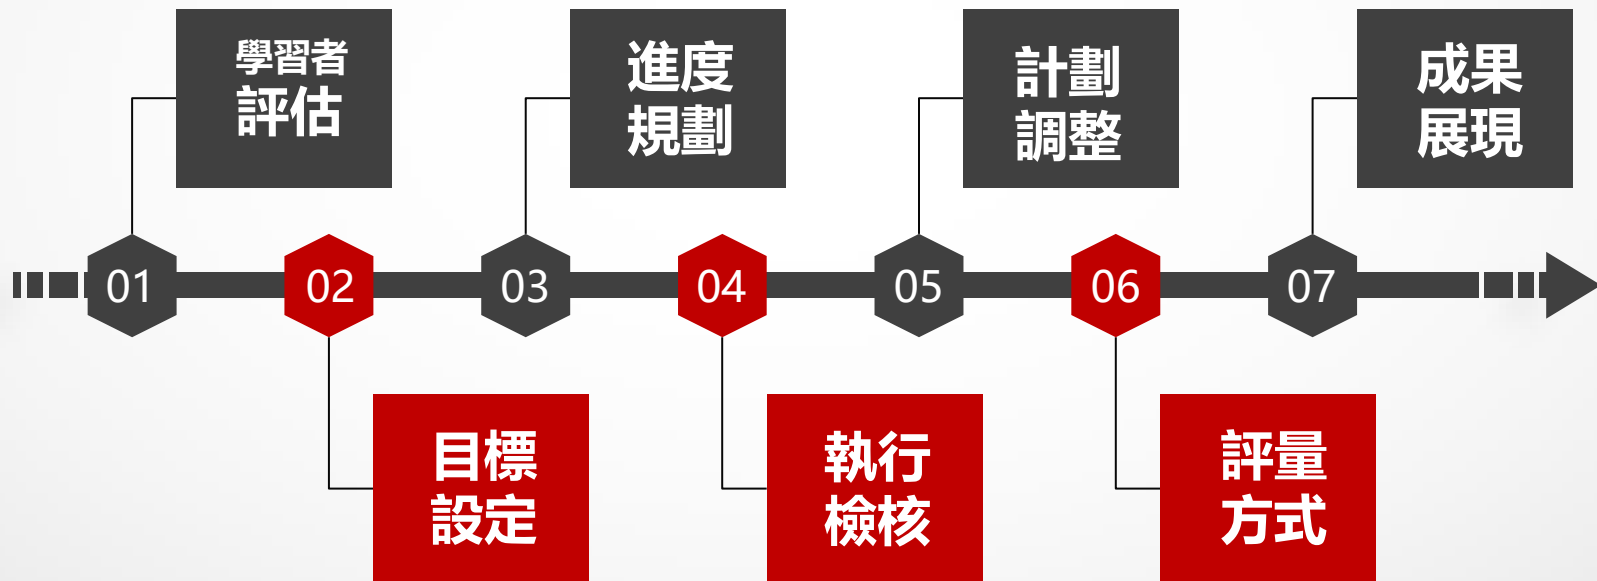 學習者
評估
進度
規劃
計劃
調整
成果
展現
01
02
03
04
05
06
07
目標
設定
執行
檢核
評量
方式